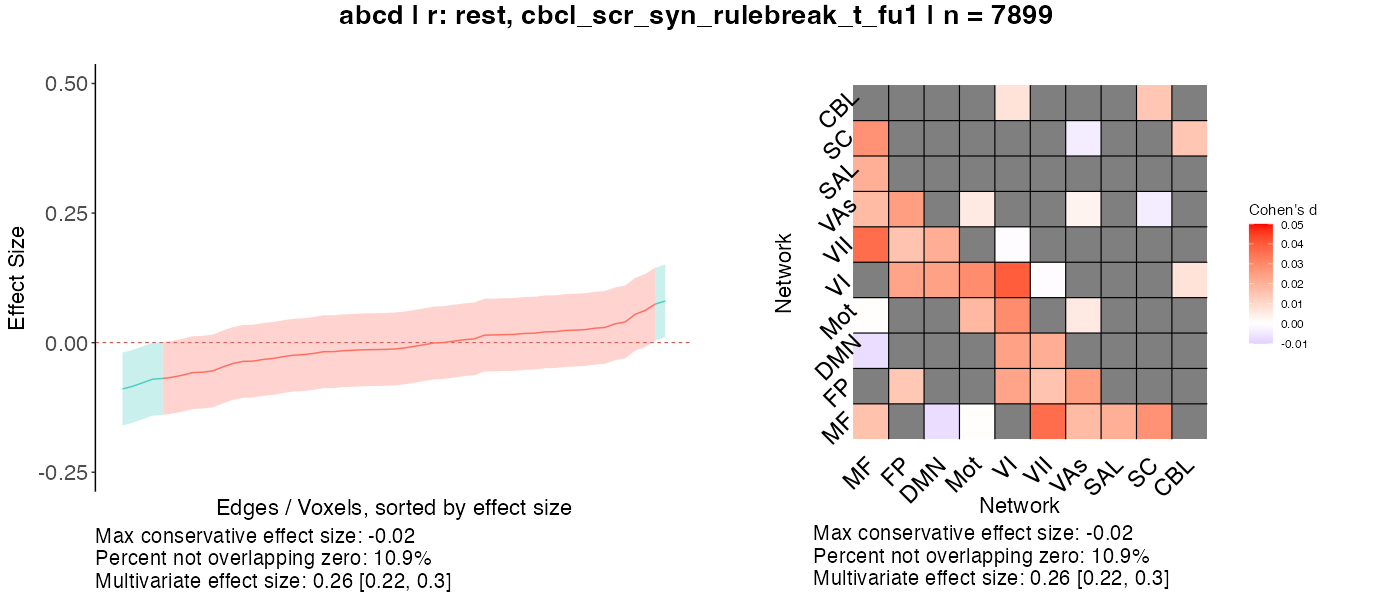 abcd | r: rest, cbcl_scr_syn_rulebreak_t_fu1 | n = 7899
0.50
0.25
0.00
-0.25
Effect Size
Edges / Voxels, sorted by effect size
Max conservative effect size: -0.02
Percent not overlapping zero: 10.9%
Multivariate effect size: 0.26 [0.22, 0.3]
Network
CBL
SC
SAL
VAs
VII
VI
Mot
DMN
FP
MF
MF FP DMN Mot VI VII VAs SAL SC CBL
Network
Max conservative effect size: -0.02
Percent not overlapping zero: 10.9%
Multivariate effect size: 0.26 [0.22, 0.3]
Cohen's d
0.05
0.04
0.03
0.02
0.01
0.00
-0.01